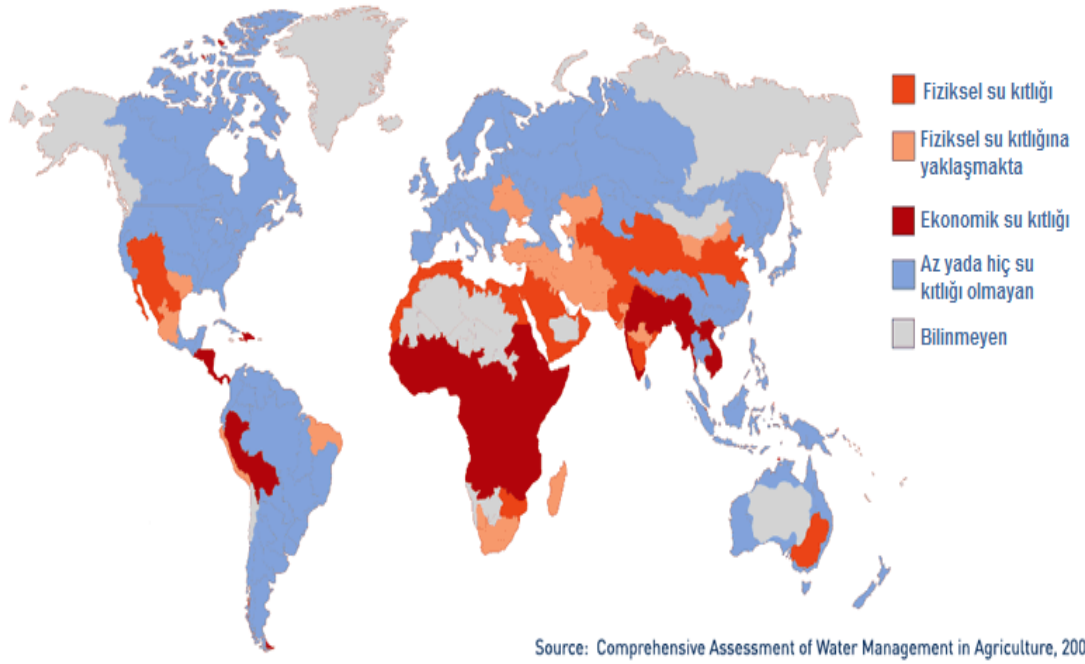 Fiziksel su kıtlığı
Fiziksel su kıtlığına
yaklaşmakta
Ekonomik su kıtlığı
Az yada hiç su
kıtlığı olmayan
Bilinmeyen
Source: Comprehensive Assessment of Water Management in Agriculture, 200